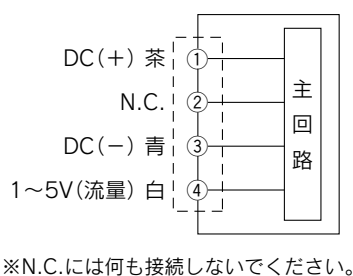 DC(+) 茶 ①
N.C. ②
DC(−) 青 ③
1～5V(流量) 白 ④
主回路
※N.C.には何も接続しないでください。